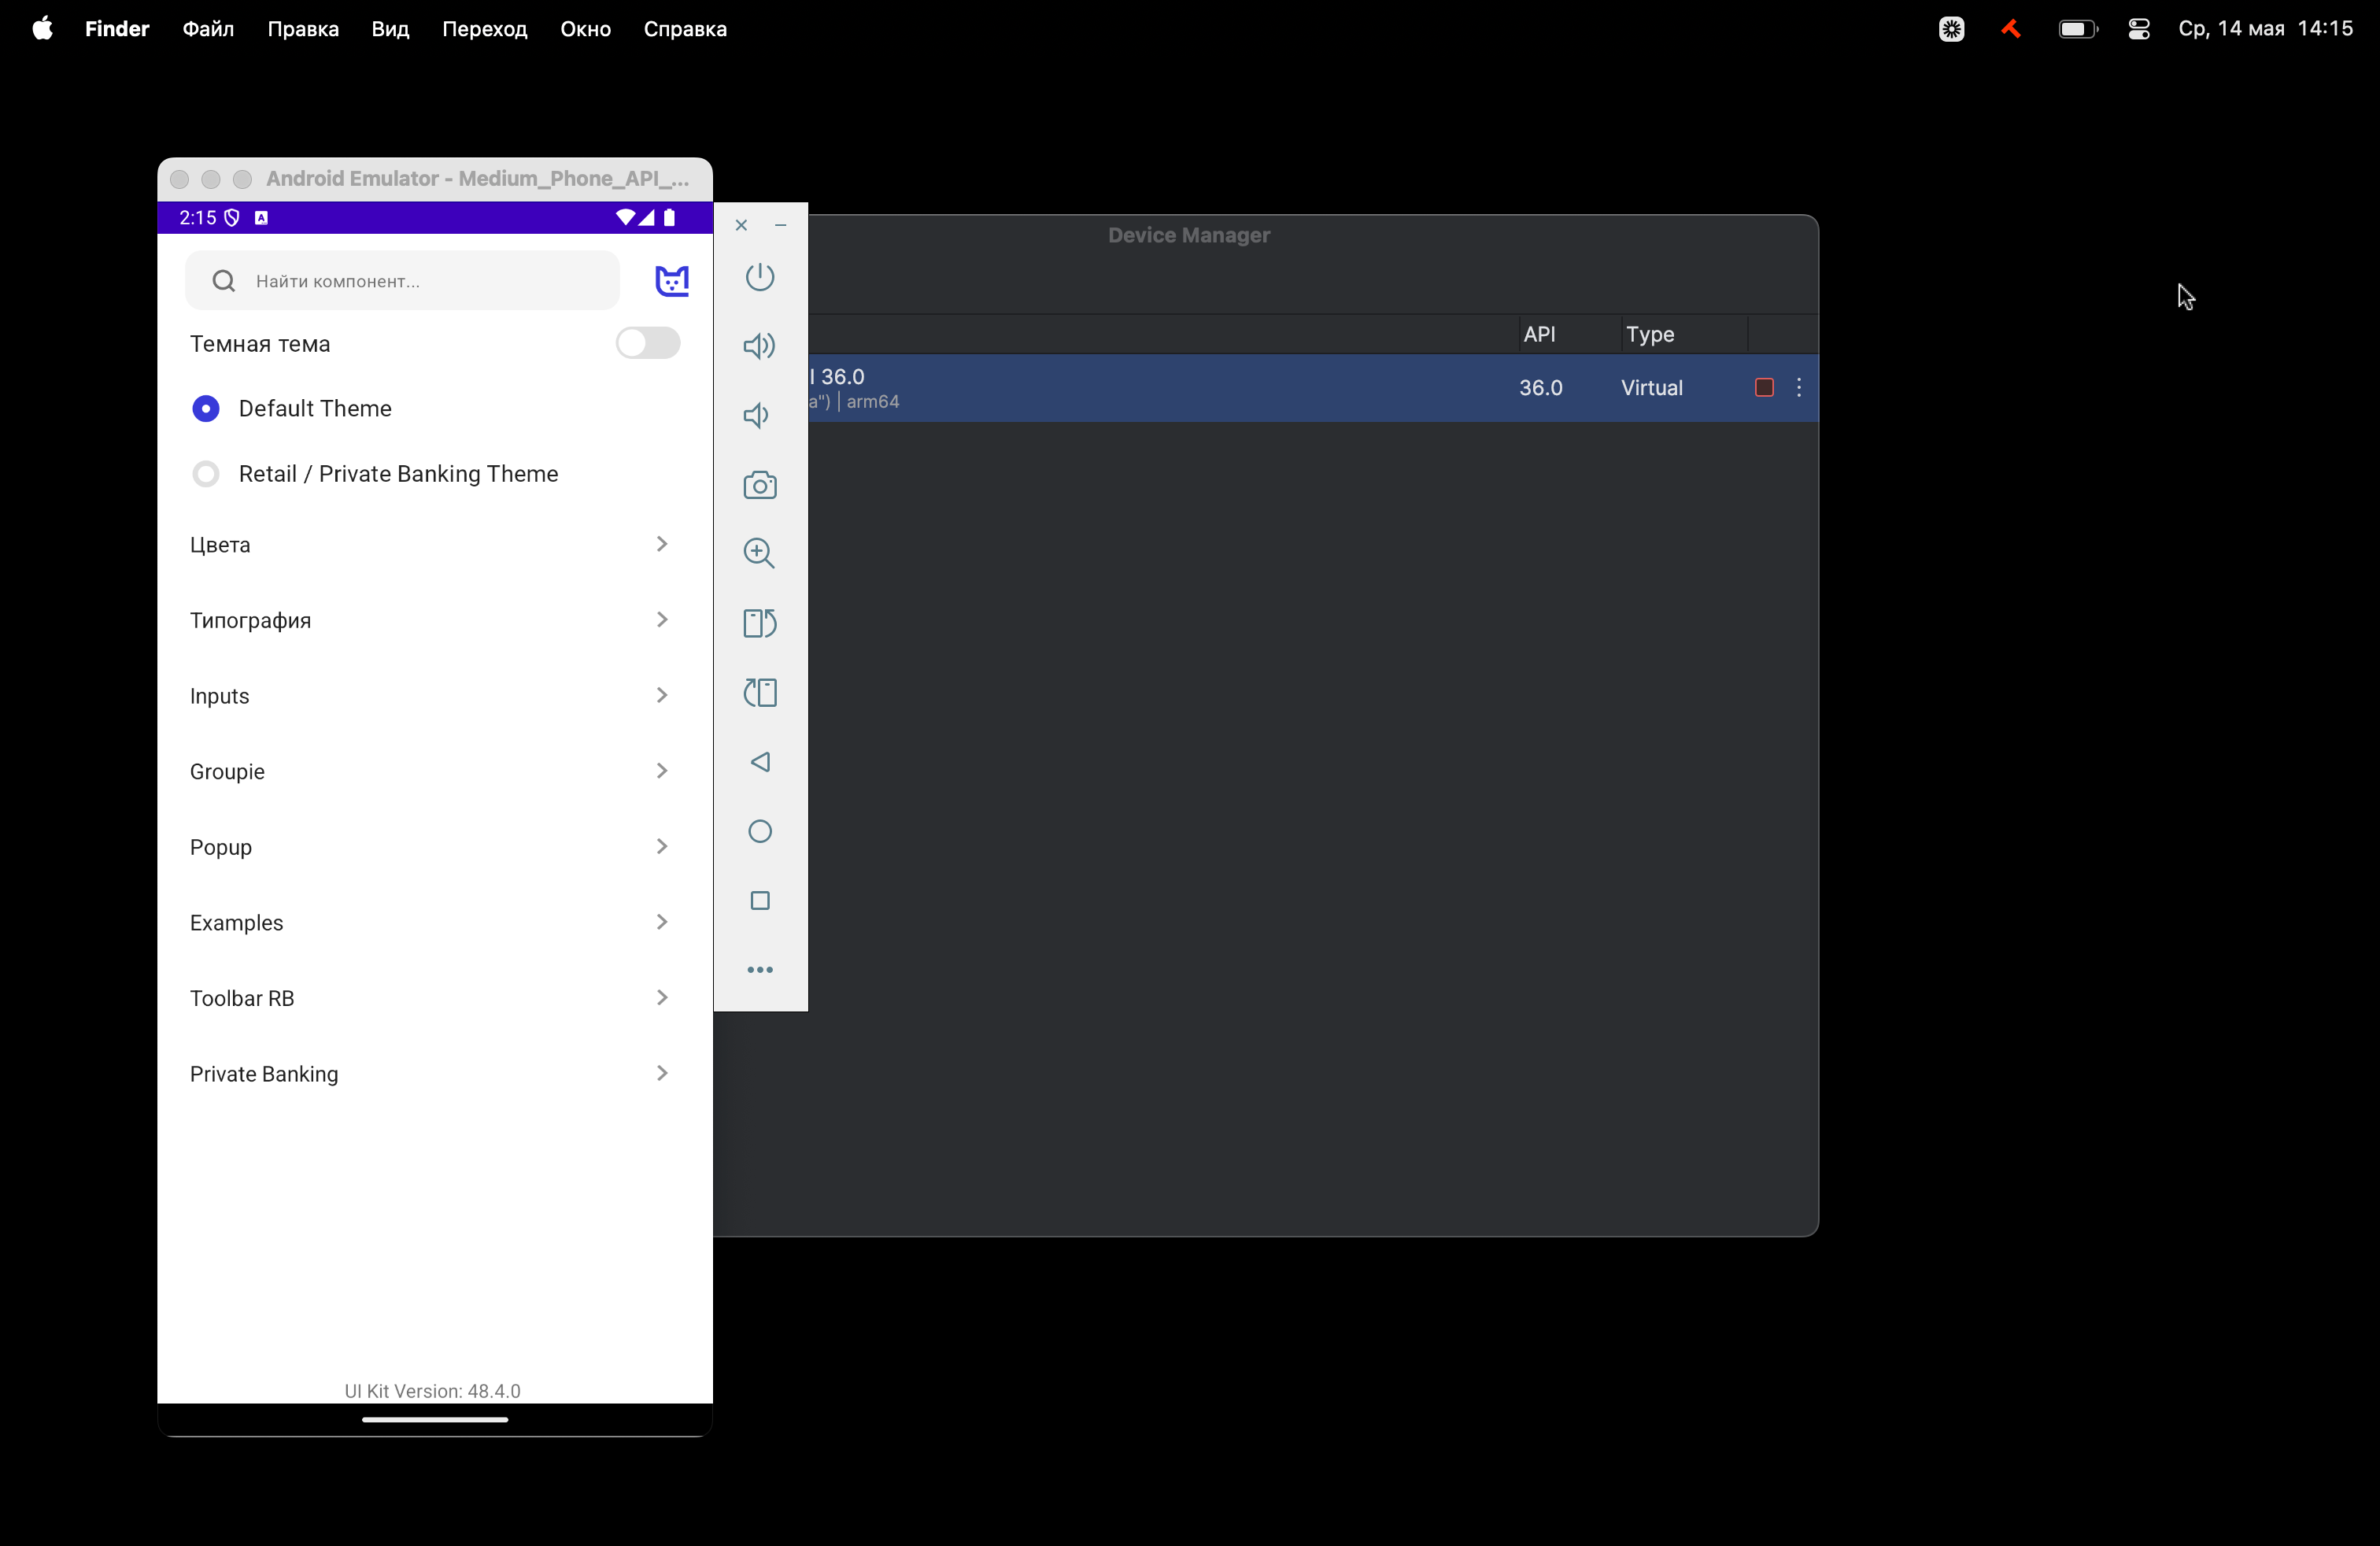 Finder Файл Правка Вид Переход Окно Справка Ср, 14 мая 14:15
Android Emulator - Medium_Phone_API_...
2:15
Найти компонент...
Темная тема
Default Theme
Retail / Private Banking Theme
Цвета
Типография
Inputs
Groupie
Popup
Examples
Toolbar RB
Private Banking
UI Kit Version: 48.4.0
Device Manager
API Type
36.0
a") | arm64
36.0 Virtual